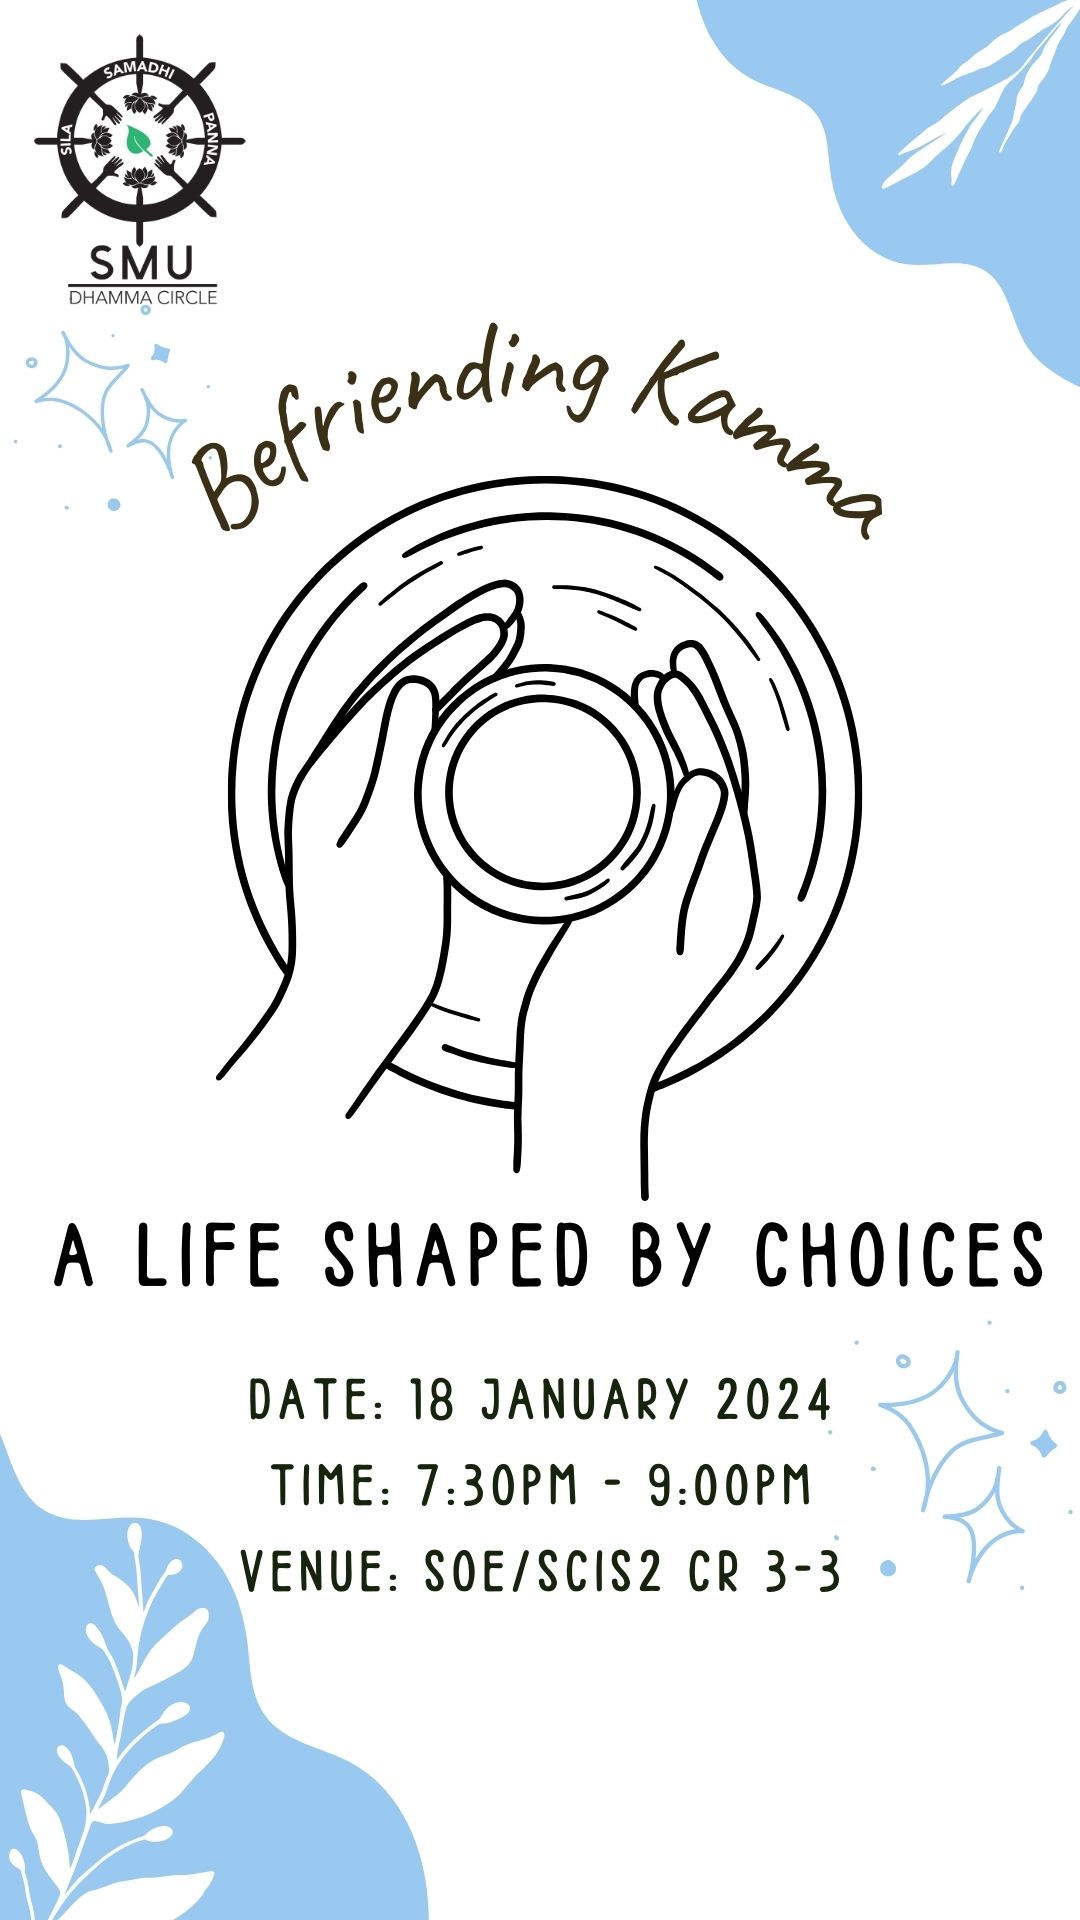 SAMADHI
SILA
PANNA
SMU
DHAMMA CIRCLE
Befriending Kamma
A LIFE SHAPED BY CHOICES
DATE: 18 JANUARY 2024
TIME: 7:30PM - 9:00PM
VENUE: SOE/SCIS2 CR 3-3